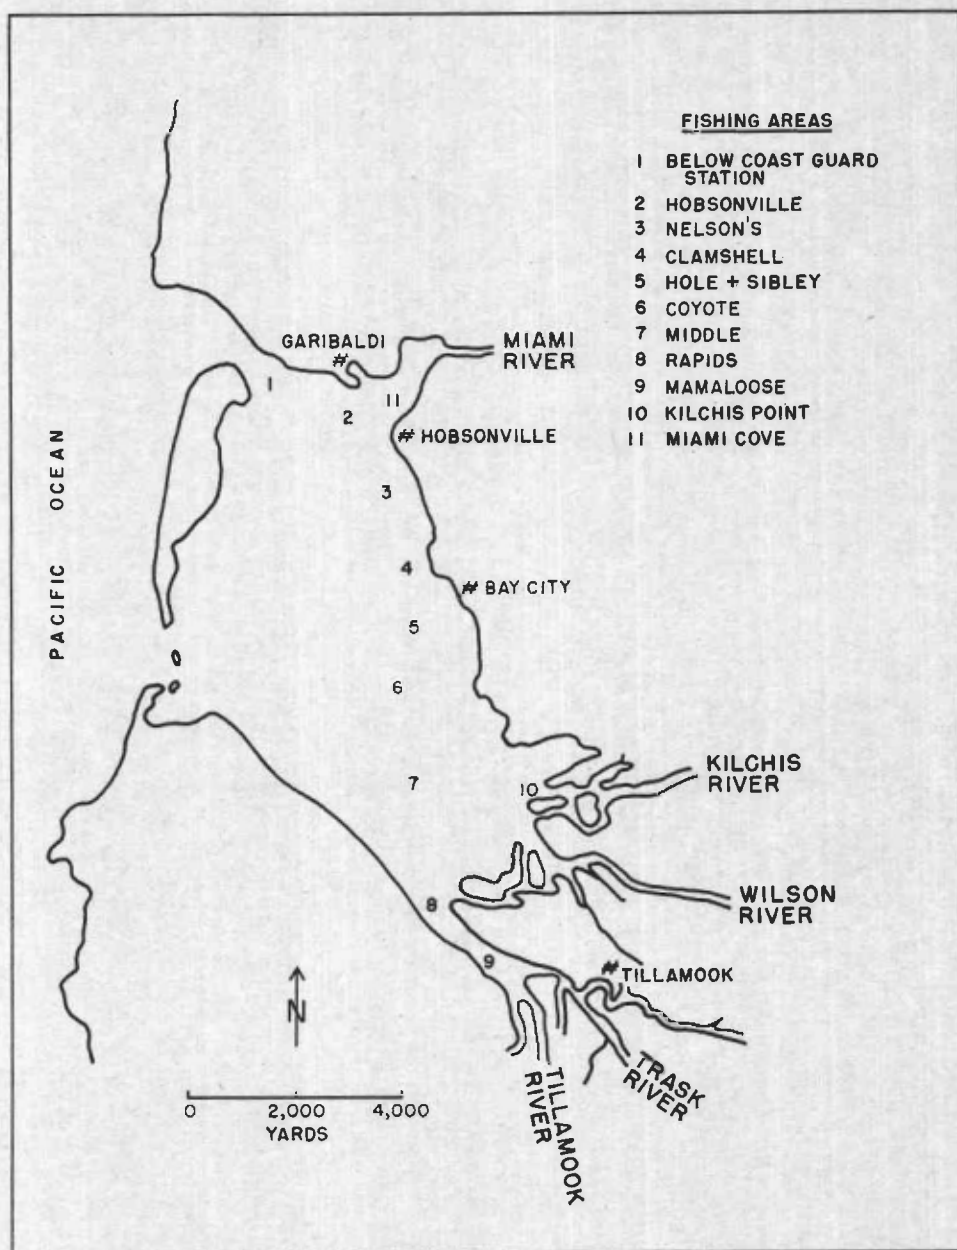 FISHING AREAS
1 BELOW COAST GUARD
STATION
2 HOBSONVILLE
3 NELSON'S
4 CLAMSHELL
5 HOLE + SIBLEY
6 COYOTE
7 MIDDLE
8 RAPIDS
9 MAMALOOSE
10 KILCHIS POINT
11 MIAMI COVE
GARIBALDI
#
MIAMI
RIVER
1
11
2
# HOBSONVILLE
PACIFIC OCEAN
3
4
# BAY CITY
5
6
7
10
KILCHIS
RIVER
8
WILSON
RIVER
9
# TILLAMOOK
N
TRASK
RIVER
TILLAMOOK
RIVER
0 2,000 4,000
YARDS